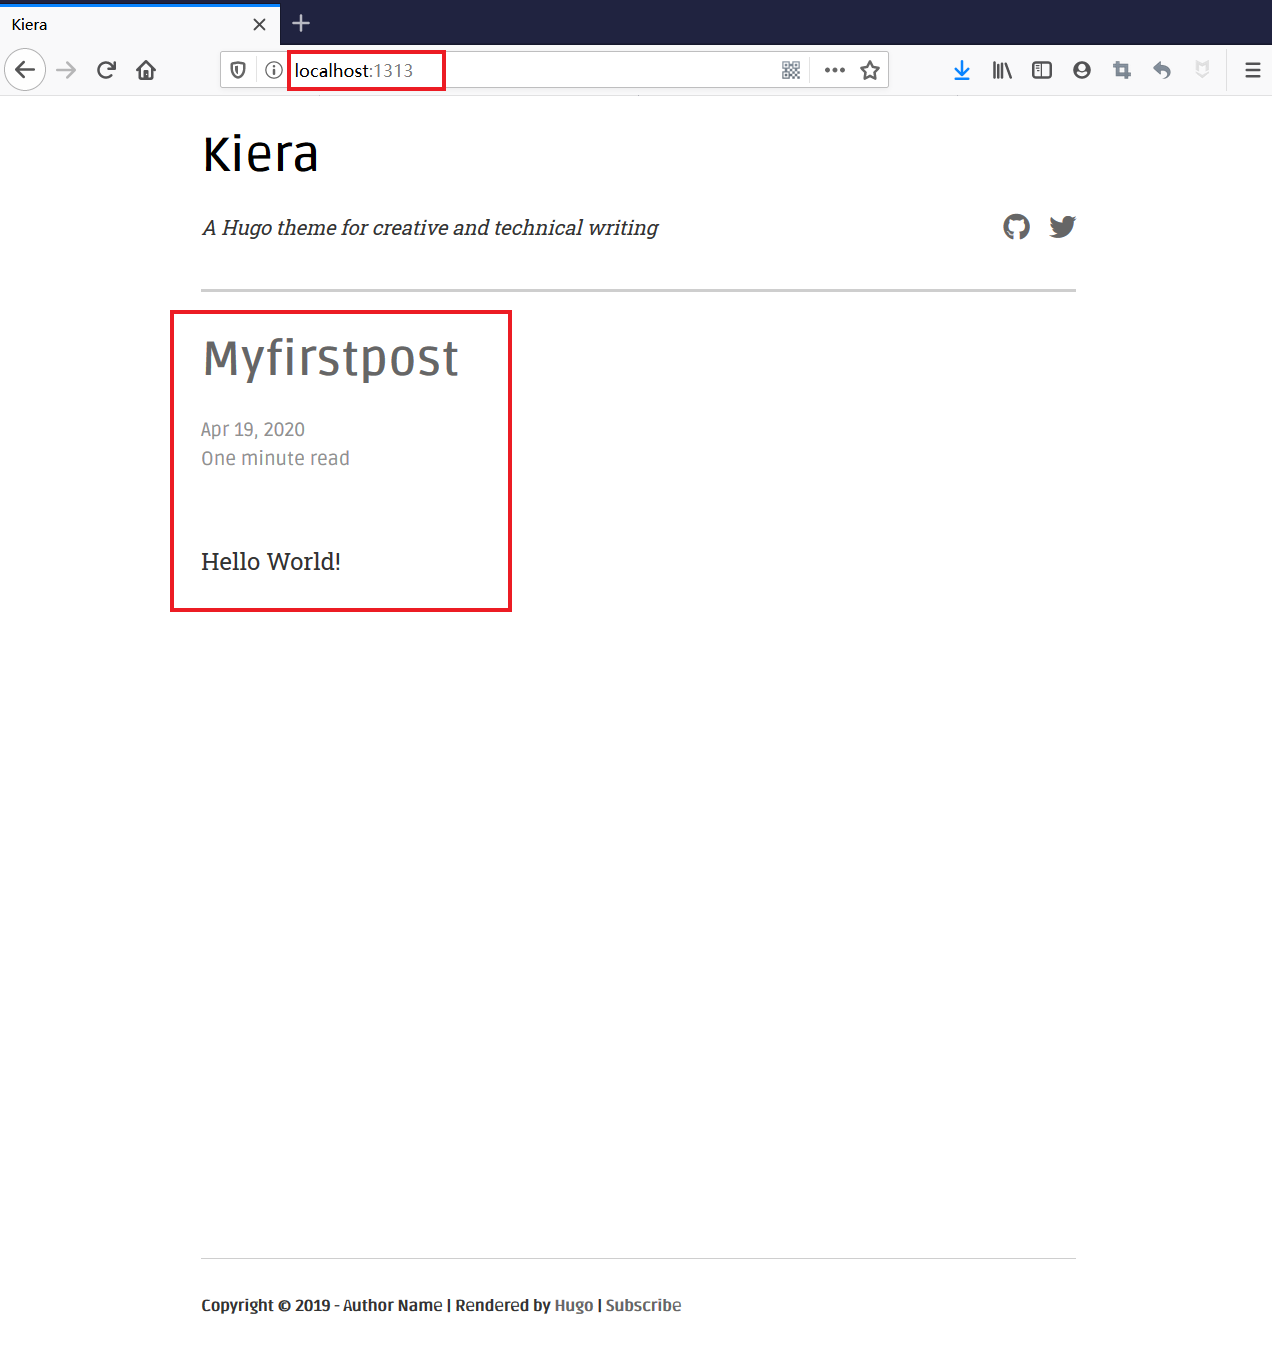 Kiera
localhost:1313
Kiera
A Hugo theme for creative and technical writing
Myfirstpost
Apr 19, 2020
One minute read
Hello World!
Copyright © 2019 - Author Name | Rendered by Hugo | Subscribe